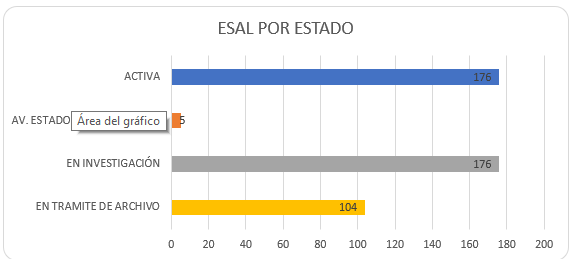 ESAL POR ESTADO
ACTIVA 176
AV. ESTADO Área del gráfico 5
EN INVESTIGACIÓN 176
EN TRAMITE DE ARCHIVO 104
0 20 40 60 80 100 120 140 160 180 200